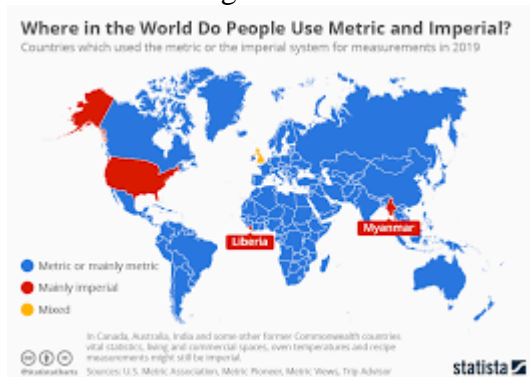 Where in the World Do People Use Metric and Imperial?
Countries which used the metric or the imperial system for measurements in 2019
Liberia
Myanmar
Metric or mainly metric
Mainly imperial
Mixed
In Canada, Australia, India and some other former Commonwealth countries
vital statistics, living and commercial spaces, oven temperatures and recipe
measurements might still be imperial.
@StatistaCharts Sources: U.S. Metric Association, Metric Pioneer, Metric Views, Trip Advisor
statista